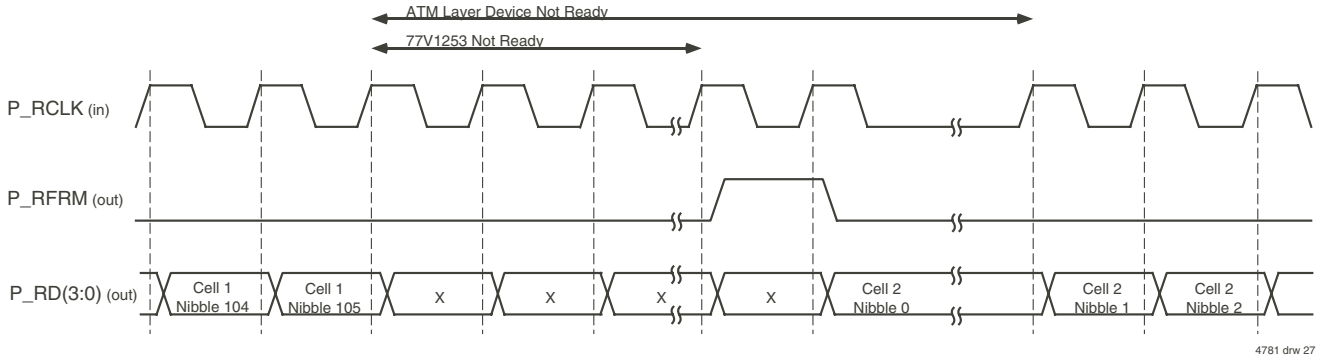 ATM Layer Device Not Ready
77V1253 Not Ready
P_RCLK (in)
P_RFRM (out)
P_RD(3:0) (out)
Cell 1
Nibble 104
Cell 1
Nibble 105
X
X
X
X
Cell 2
Nibble 0
Cell 2
Nibble 1
Cell 2
Nibble 2
4781 drw 27